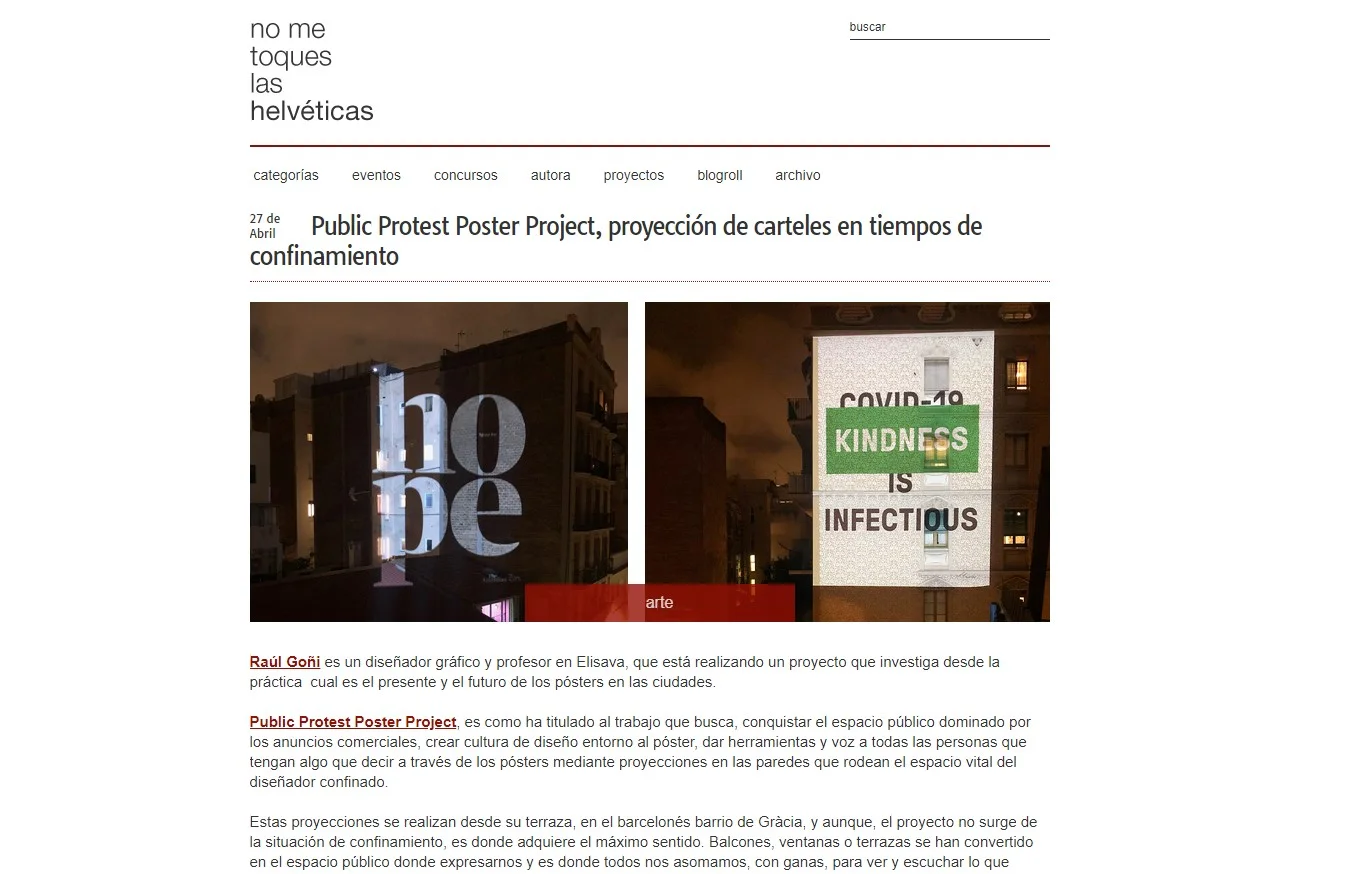 no me
toques
las
helvéticas
buscar
categorías eventos concursos autora proyectos blogroll archivo
27 de
Abril
Public Protest Poster Project, proyección de carteles en tiempos de
confinamiento
ho
pe
COVID-19
KINDNESS
IS
INFECTIOUS
arte
Raúl Goñi es un diseñador gráfico y profesor en Elisava, que está realizando un proyecto que investiga desde la
práctica  cual es el presente y el futuro de los pósters en las ciudades.
Public Protest Poster Project, es como ha titulado al trabajo que busca, conquistar el espacio público dominado por
los anuncios comerciales, crear cultura de diseño entorno al póster, dar herramientas y voz a todas las personas que
tengan algo que decir a través de los pósters mediante proyecciones en las paredes que rodean el espacio vital del
diseñador confinado.
Estas proyecciones se realizan desde su terraza, en el barcelonés barrio de Gràcia, y aunque, el proyecto no surge de
la situación de confinamiento, es donde adquiere el máximo sentido. Balcones, ventanas o terrazas se han convertido
en el espacio público donde expresarnos y es donde todos nos asomamos, con ganas, para ver y escuchar lo que